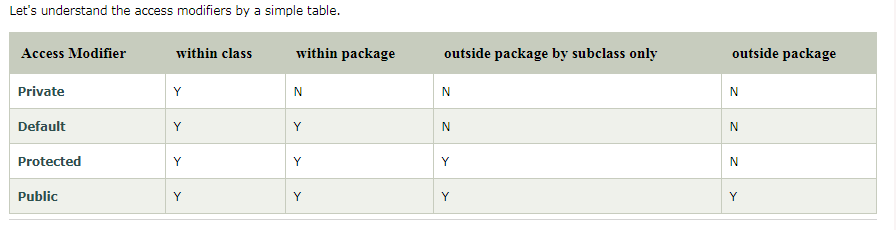 Let's understand the access modifiers by a simple table.
Access Modifier within class within package outside package by subclass only outside package
Private Y N N N
Default Y Y N N
Protected Y Y Y N
Public Y Y Y Y